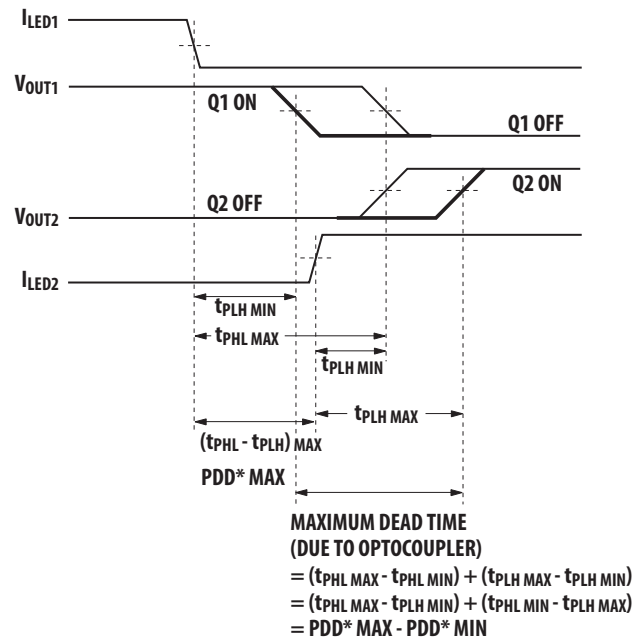 ILED1
VOUT1
Q1 ON
Q1 OFF
Q2 OFF
Q2 ON
VOUT2
ILED2
tPLH MIN
tPHL MAX
tPLH MIN
tPLH MAX
(tPHL - tPLH) MAX
PDD* MAX
MAXIMUM DEAD TIME
(DUE TO OPTOCOUPLER)
= (tPHL MAX - tPHL MIN) + (tPLH MAX - tPLH MIN)
= (tPHL MAX - tPLH MIN) + (tPHL MIN - tPLH MAX)
= PDD* MAX - PDD* MIN